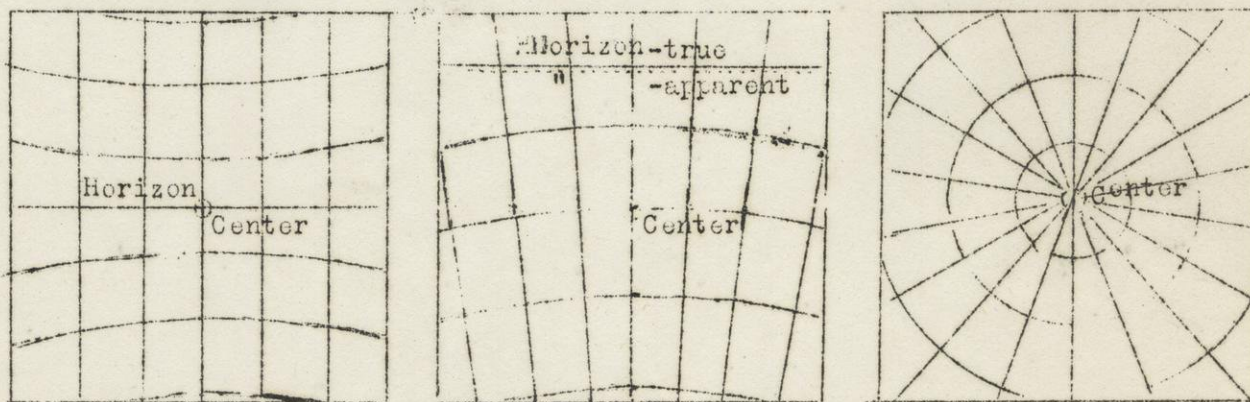 Horizon
Center
Horizon-true
" -apparent
Center
Center